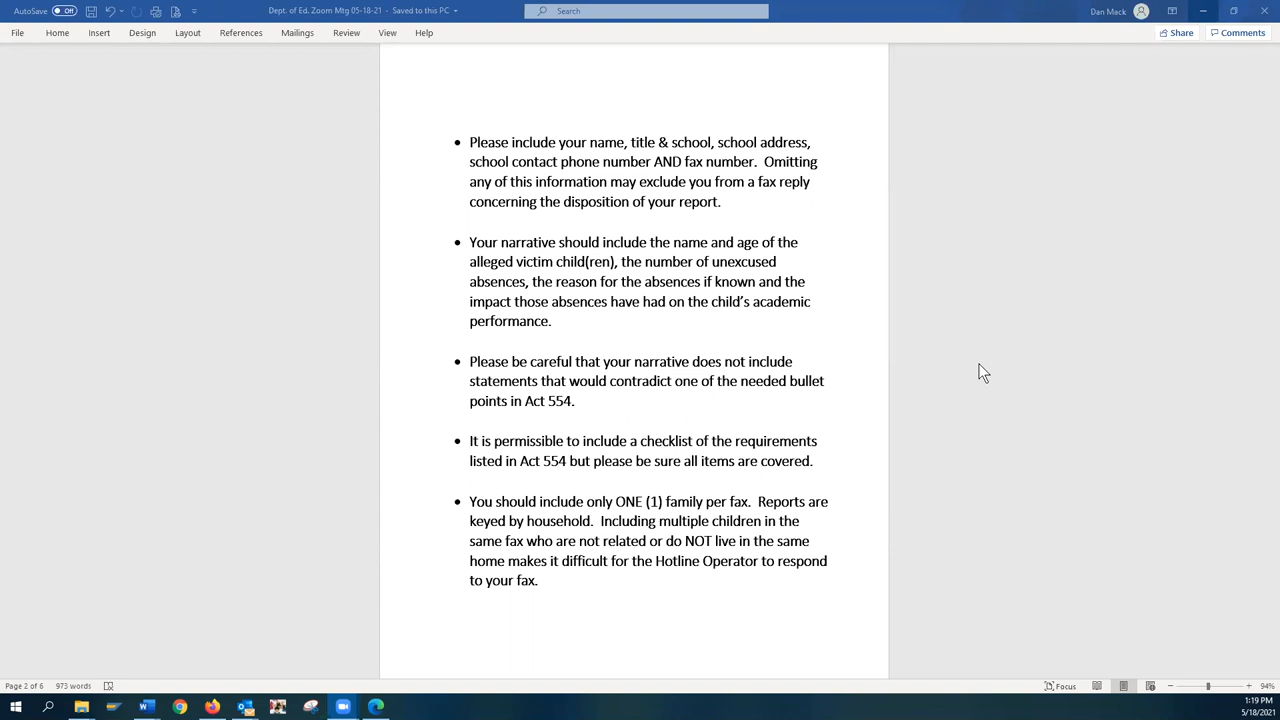 AutoSave Off Dept. of Ed. Zoom Mtg 05-18-21 - Saved to this PC Search Dan Mack
File Home Insert Design Layout References Mailings Review View Help Share Comments
• Please include your name, title & school, school address,
school contact phone number AND fax number.  Omitting
any of this information may exclude you from a fax reply
concerning the disposition of your report.
• Your narrative should include the name and age of the
alleged victim child(ren), the number of unexcused
absences, the reason for the absences if known and the
impact those absences have had on the child's academic
performance.
• Please be careful that your narrative does not include
statements that would contradict one of the needed bullet
points in Act 554.
• It is permissible to include a checklist of the requirements
listed in Act 554 but please be sure all items are covered.
• You should include only ONE (1) family per fax.  Reports are
keyed by household.  Including multiple children in the
same fax who are not related or do NOT live in the same
home makes it difficult for the Hotline Operator to respond
to your fax.
Page 2 of 6 973 words Focus 94%
1:19 PM
5/18/2021